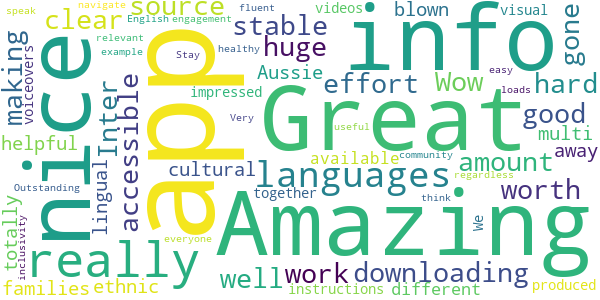 speak
navigate
source
fluent
English
engagement
videos
blown
visual
info
gone
clear
stable
huge
relevant
example
making
voiceovers
nice
app
Stay
healthy
Aussie
Wow
effort
hard
easy
loads
impressed
Great
good
multi
useful
helpful
Inter
accessible
lingual
cultural
available
community
away
languages
amount
regardless
Outstanding
together
think
worth
Very
totally
inclusivity
everyone
Amazing
We
really
well
work
downloading
families
ethnic
instructions
different
produced